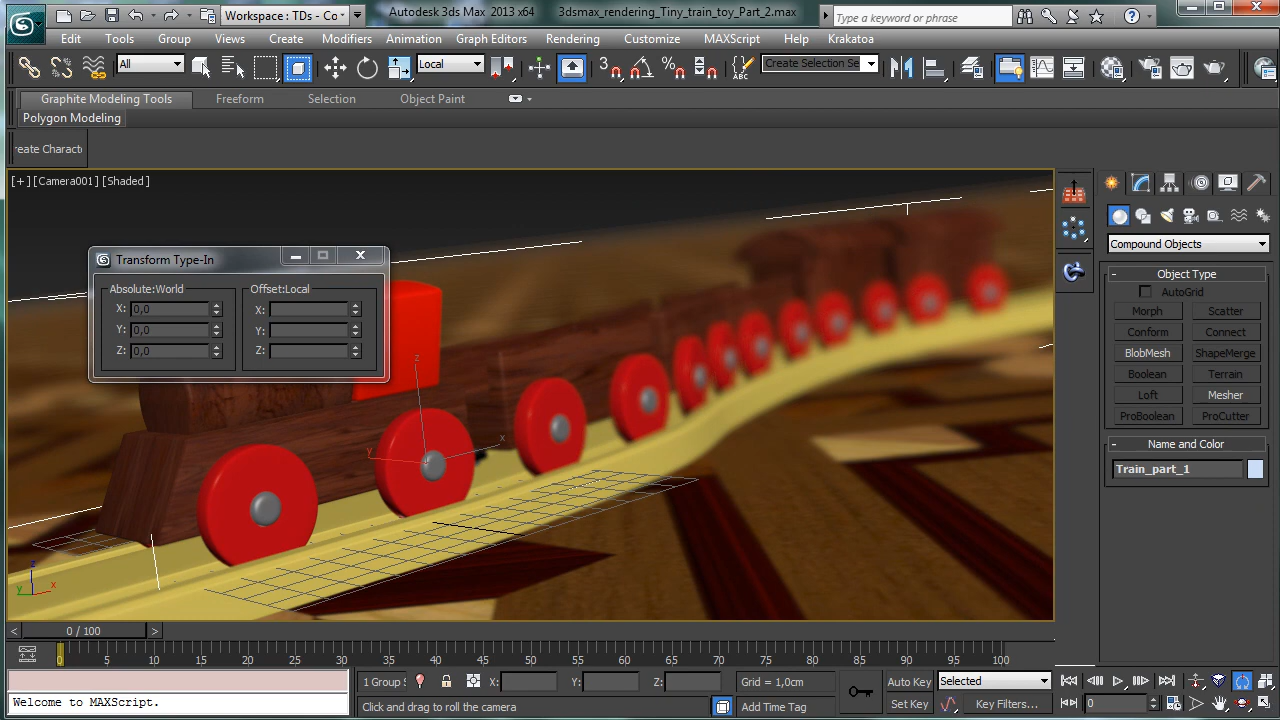 Workspace : TDs - Co
Autodesk 3ds Max 2013 x64
3dsmax_rendering_Tiny_train_toy_Part_2.max
Type a keyword or phrase
Edit Tools Group Views Create Modifiers Animation Graph Editors Rendering Customize MAXScript Help Krakatoa
All
Local
3
%
ABC
Create Selection Se
Graphite Modeling Tools Freeform Selection Object Paint
Polygon Modeling
reate Charact
[+] [Camera001] [Shaded]
Transform Type-In
Absolute:World Offset:Local
X: 0,0 X:
Y: 0,0 Y:
Z: 0,0 Z:
z
x
y
z
x
y
Compound Objects
- Object Type
AutoGrid
Morph Scatter
Conform Connect
BlobMesh ShapeMerge
Boolean Terrain
Loft Mesher
ProBoolean ProCutter
- Name and Color
Train_part_1
< 0 / 100 >
0 5 10 15 20 25 30 35 40 45 50 55 60 65 70 75 80 85 90 95 100
1 Group S X: Y: Z: Grid = 1,0cm Auto Key Selected
Welcome to MAXScript.
Click and drag to roll the camera Add Time Tag Set Key Key Filters... 0